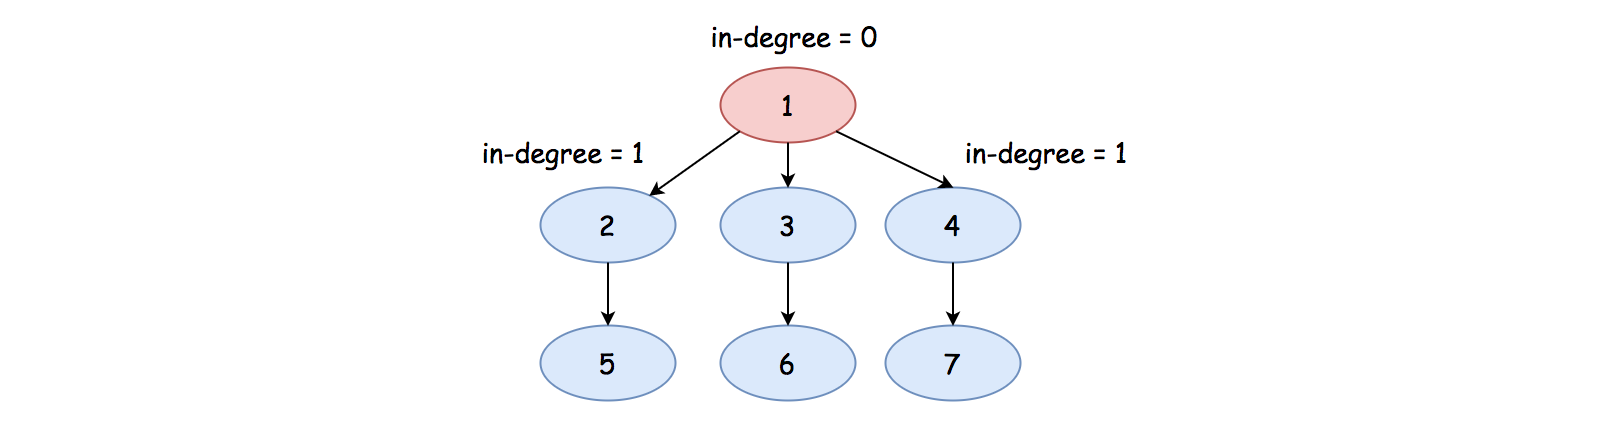 in-degree = 0
1
in-degree = 1
in-degree = 1
2
3
4
5
6
7